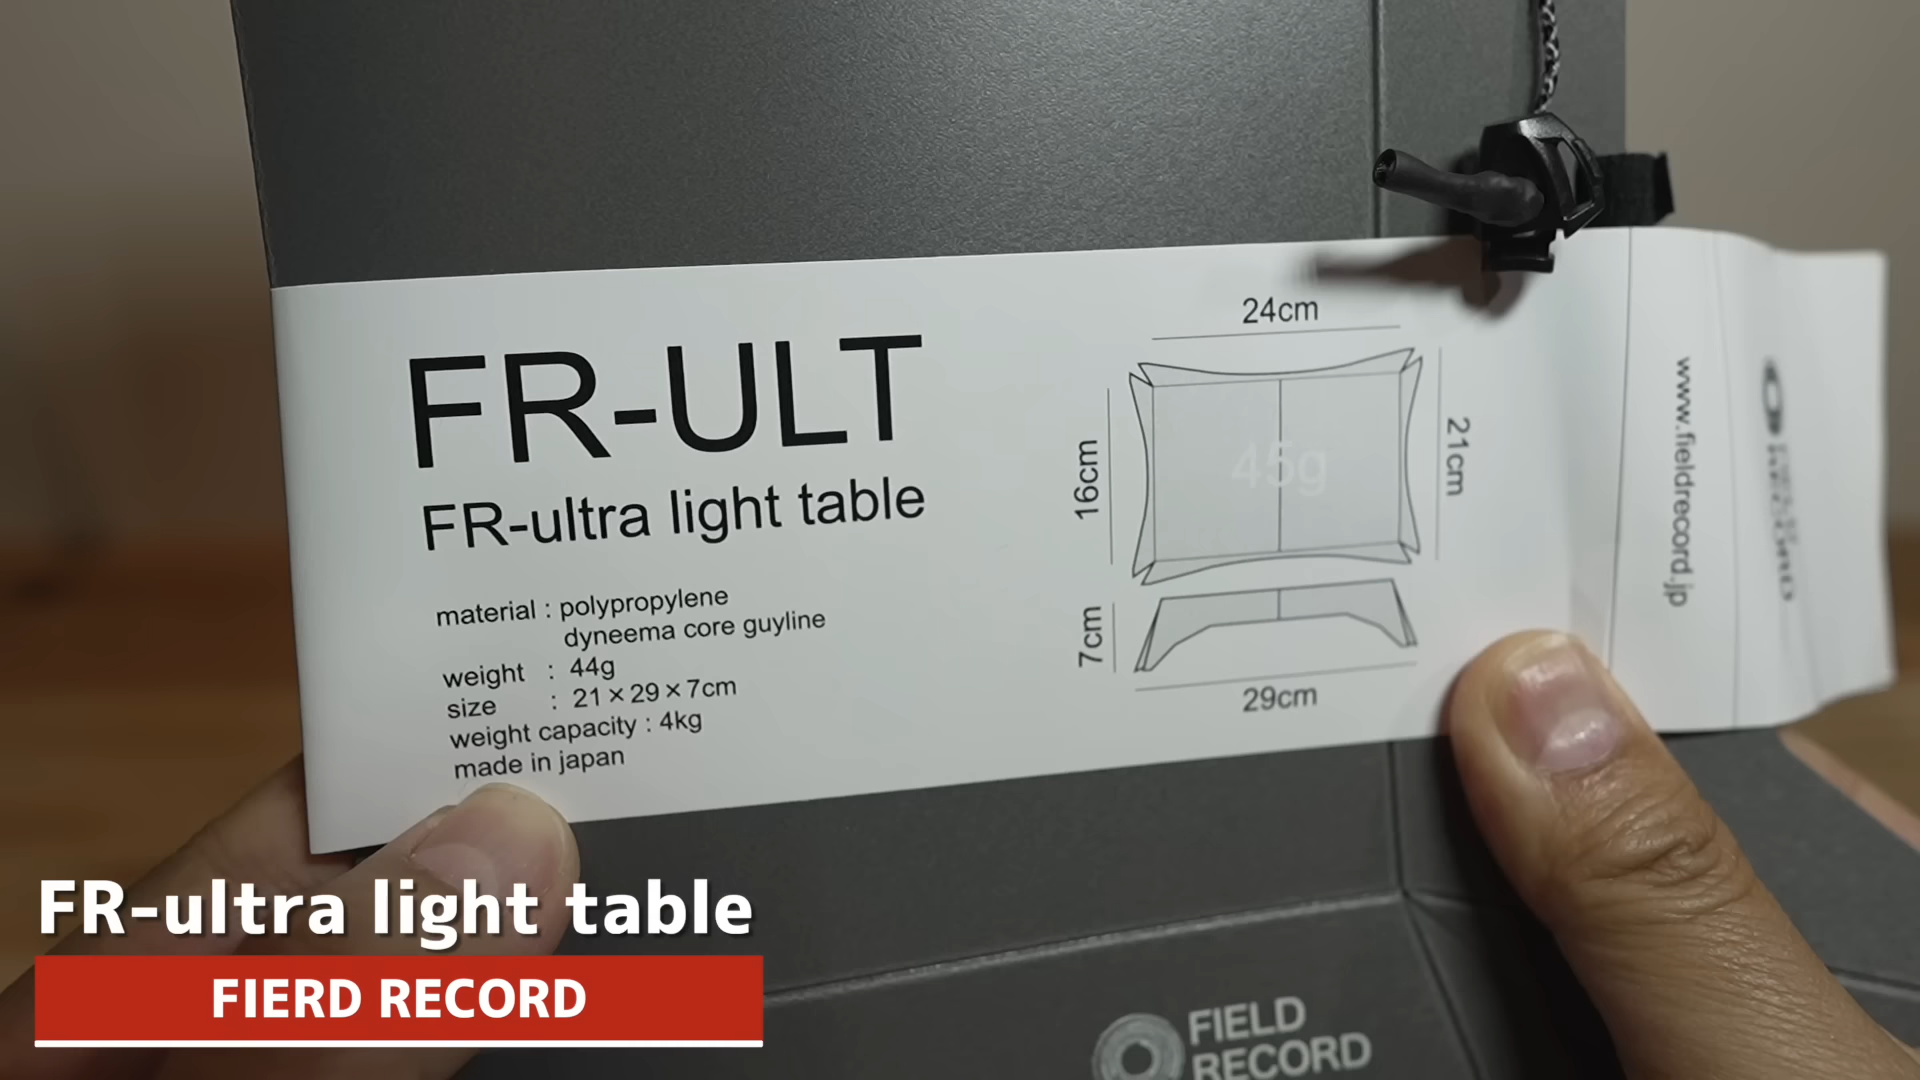 FR-ULT
FR-ultra light table
material : polypropylene
dyneema core guyline
weight : 44g
size : 21×29×7cm
weight capacity : 4kg
made in japan
24cm
16cm
45g
21cm
7cm
29cm
www.fieldrecord.jp
RECORD
FIELD
RECORD
FR-ultra light table
FIERD RECORD